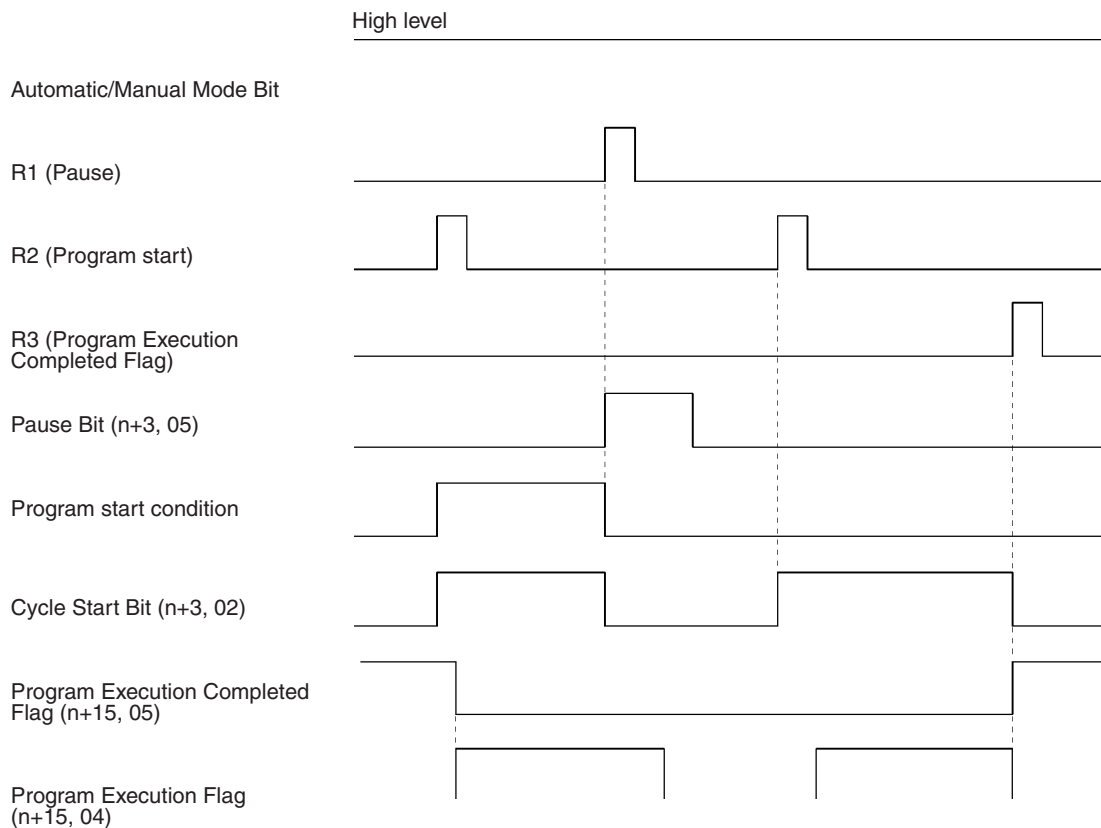 High level
Automatic/Manual Mode Bit
R1 (Pause)
R2 (Program start)
R3 (Program Execution
Completed Flag)
Pause Bit (n+3, 05)
Program start condition
Cycle Start Bit (n+3, 02)
Program Execution Completed
Flag (n+15, 05)
Program Execution Flag
(n+15, 04)